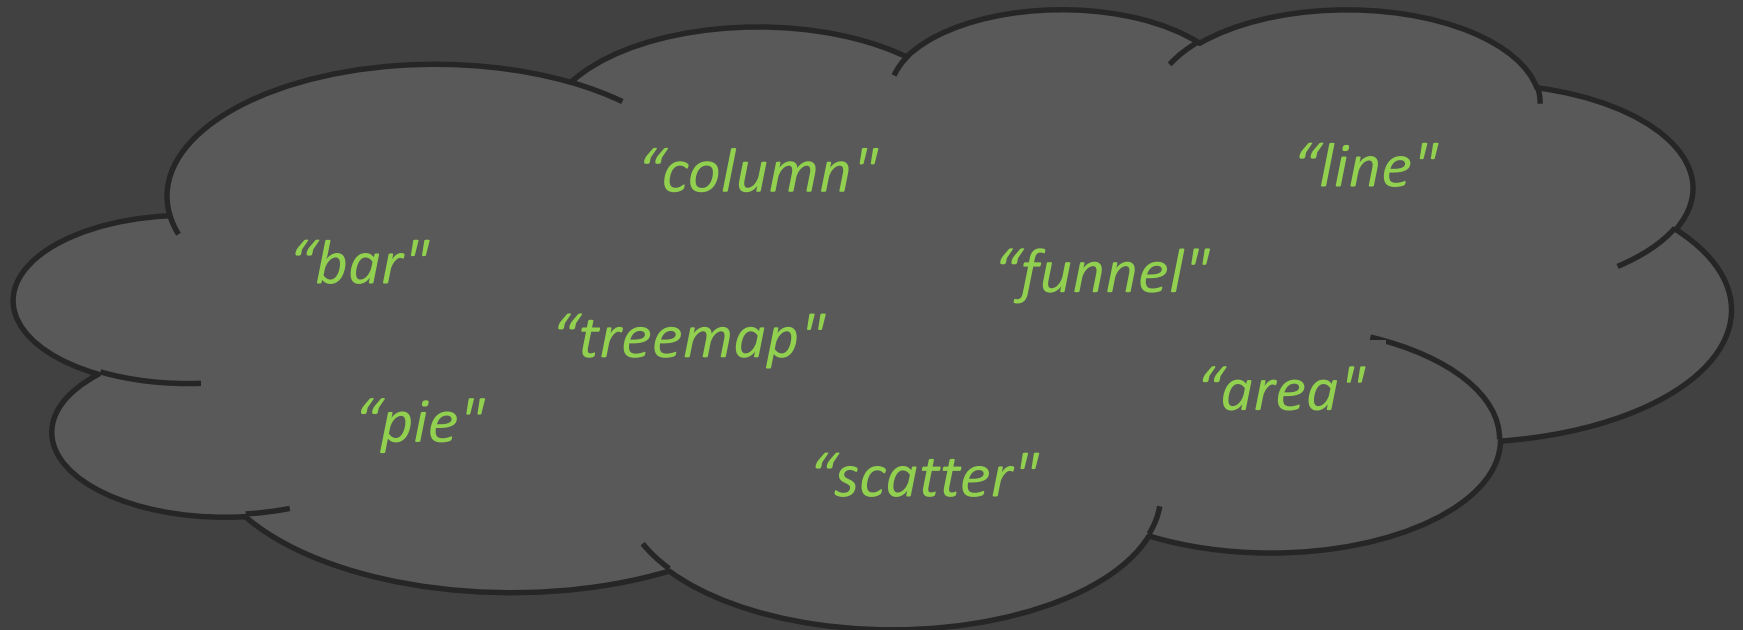 “column"
“line"
“bar"
“funnel"
“treemap"
“area"
“pie"
“scatter"